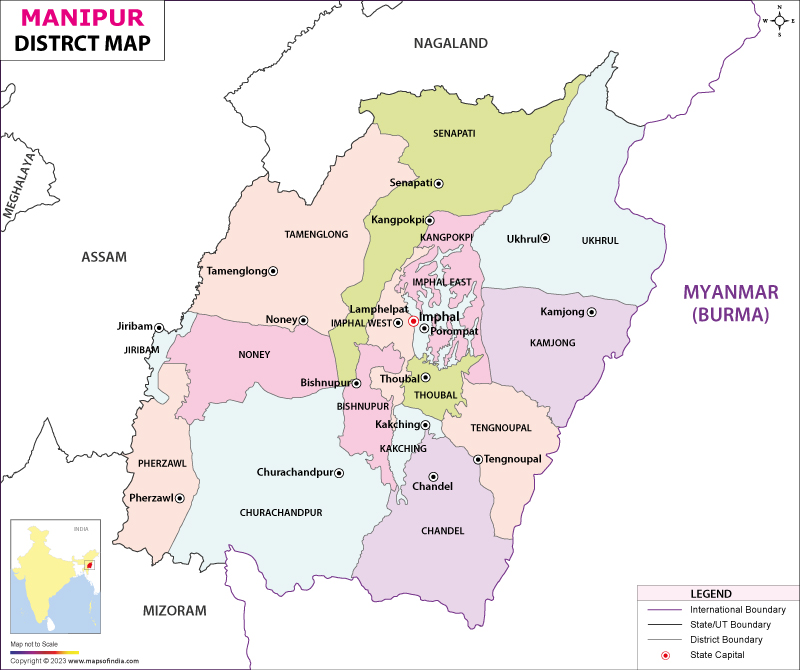 MANIPUR
DISTRCT MAP
N
W
E
S
NAGALAND
MEGHALAYA
ASSAM
MYANMAR
(BURMA)
MIZORAM
SENAPATI
Senapati
Kangpokpi
KANGPOKPI
TAMENGLONG
Tamenglong
Ukhrul
UKHRUL
IMPHAL EAST
Lamphelpat
IMPHAL WEST
Imphal
Porompat
Kamjong
KAMJONG
Jiribam
JIRIBAM
Noney
NONEY
Bishnupur
BISHNUPUR
Thoubal
THOUBAL
Kakching
KAKCHING
TENGNOUPAL
Tengnoupal
PHERZAWL
Pherzawl
Churachandpur
CHURACHANDPUR
Chandel
CHANDEL
INDIA
Map not to Scale
Copyright © 2023 www.mapsofindia.com
LEGEND
International Boundary
State/UT Boundary
District Boundary
State Capital